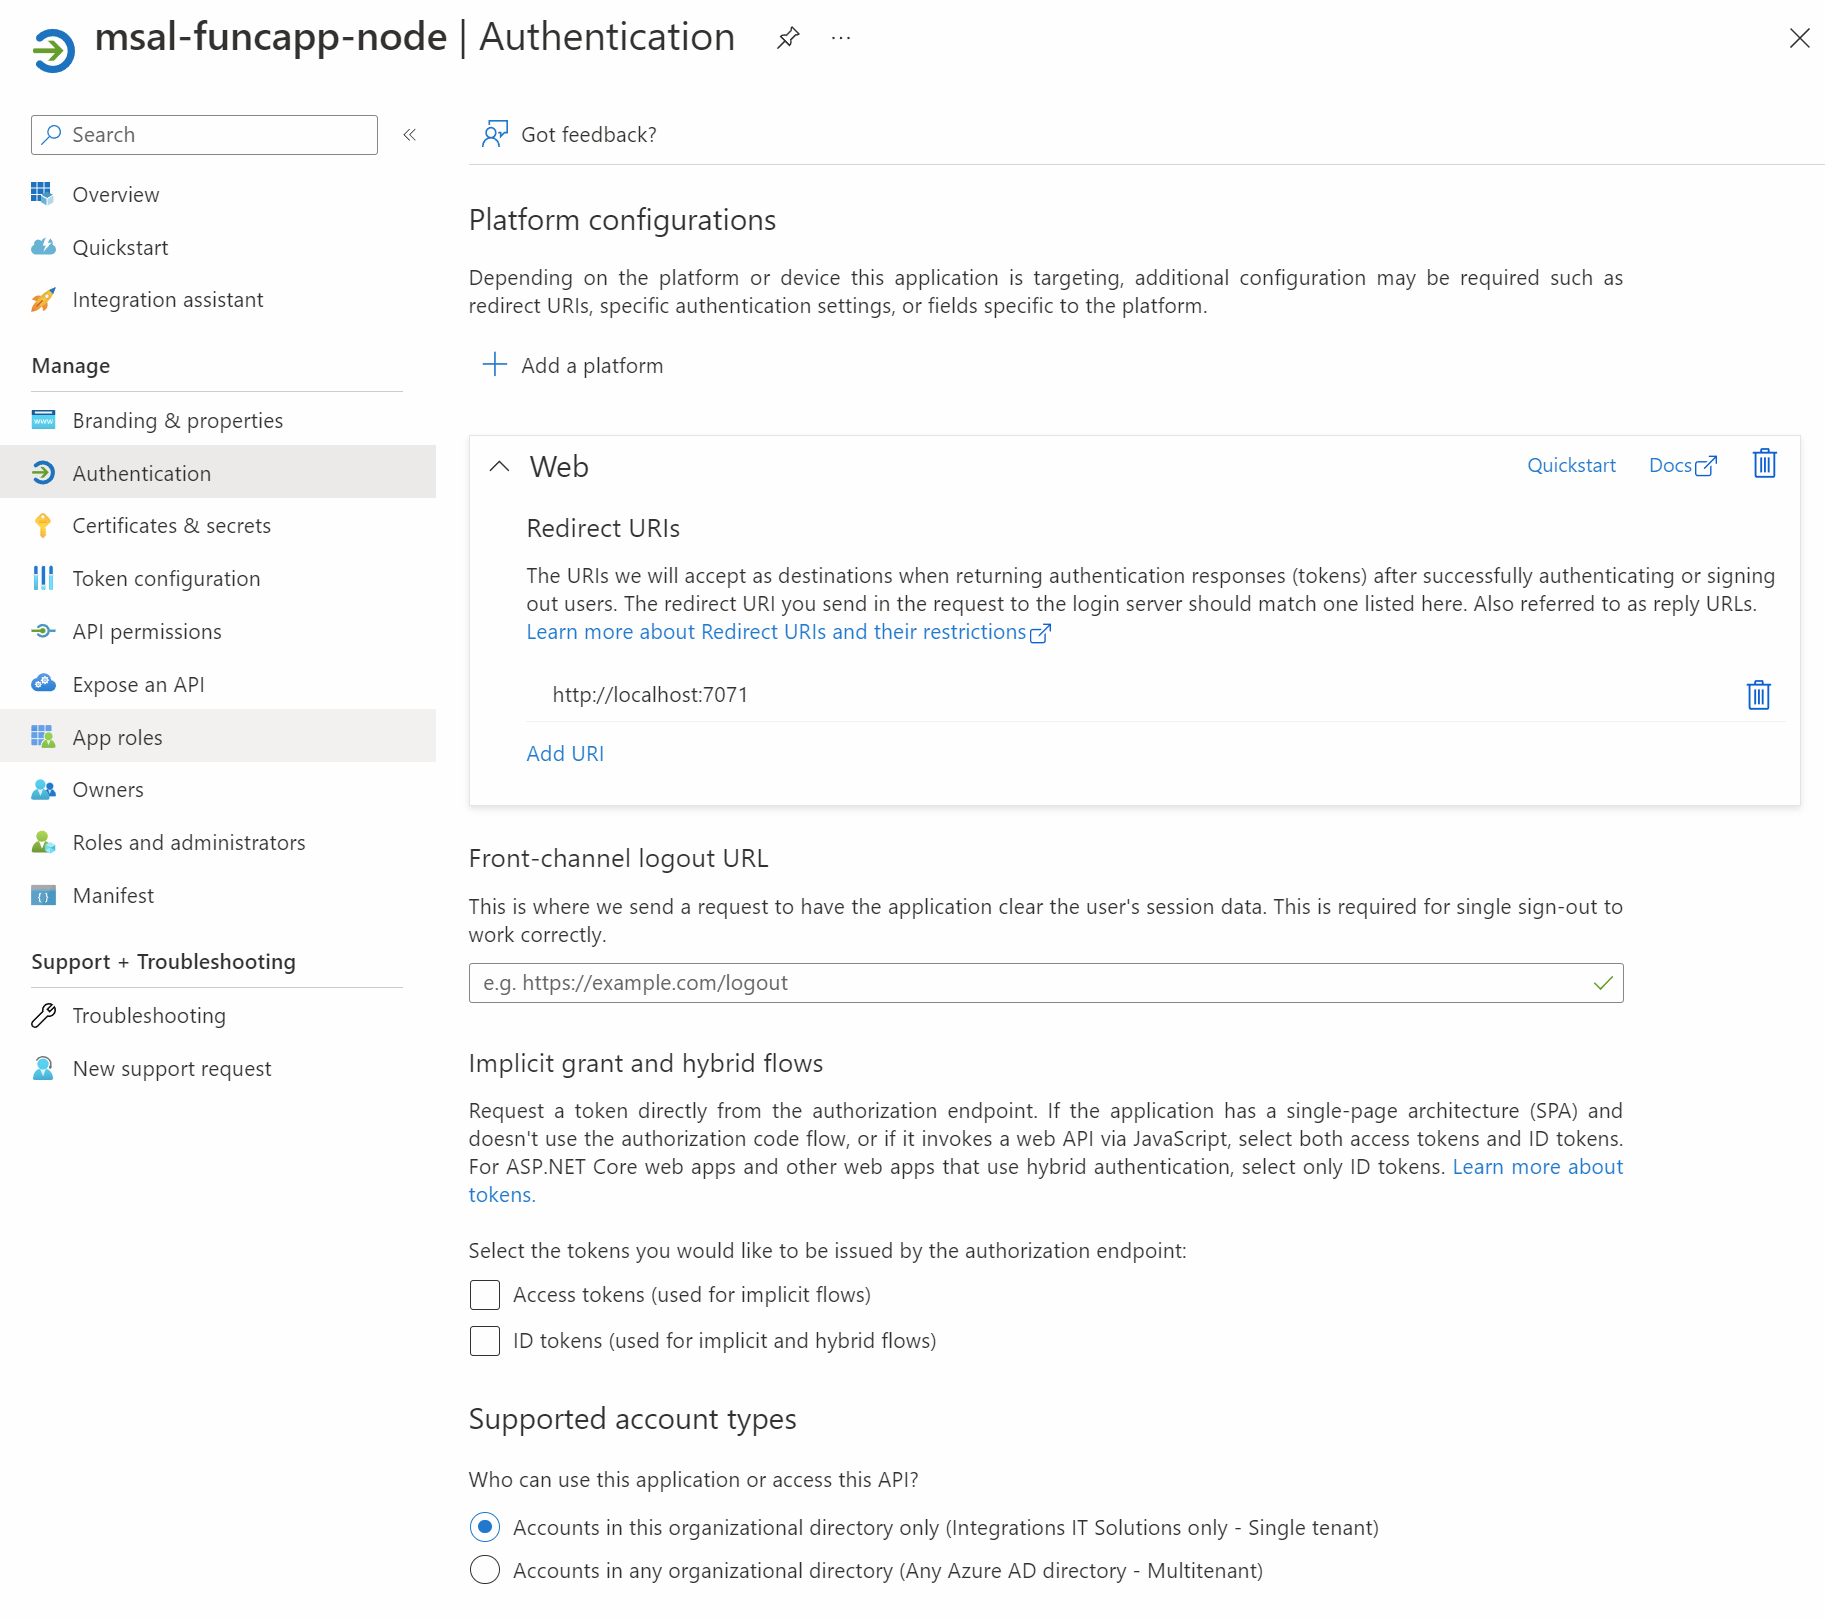 msal-funcapp-node | Authentication
Search
Overview
Quickstart
Integration assistant
Manage
Branding & properties
Authentication
Certificates & secrets
Token configuration
API permissions
Expose an API
App roles
Owners
Roles and administrators
Manifest
Support + Troubleshooting
Troubleshooting
New support request
Got feedback?
Platform configurations
Depending on the platform or device this application is targeting, additional configuration may be required such as
redirect URIs, specific authentication settings, or fields specific to the platform.
Add a platform
Web
Quickstart
Docs
Redirect URIs
The URIs we will accept as destinations when returning authentication responses (tokens) after successfully authenticating or signing
out users. The redirect URI you send in the request to the login server should match one listed here. Also referred to as reply URLs.
Learn more about Redirect URIs and their restrictions
http://localhost:7071
Add URI
Front-channel logout URL
This is where we send a request to have the application clear the user's session data. This is required for single sign-out to
work correctly.
e.g. https://example.com/logout
Implicit grant and hybrid flows
Request a token directly from the authorization endpoint. If the application has a single-page architecture (SPA) and
doesn't use the authorization code flow, or if it invokes a web API via JavaScript, select both access tokens and ID tokens.
For ASP.NET Core web apps and other web apps that use hybrid authentication, select only ID tokens. Learn more about
tokens.
Select the tokens you would like to be issued by the authorization endpoint:
Access tokens (used for implicit flows)
ID tokens (used for implicit and hybrid flows)
Supported account types
Who can use this application or access this API?
Accounts in this organizational directory only (Integrations IT Solutions only - Single tenant)
Accounts in any organizational directory (Any Azure AD directory - Multitenant)